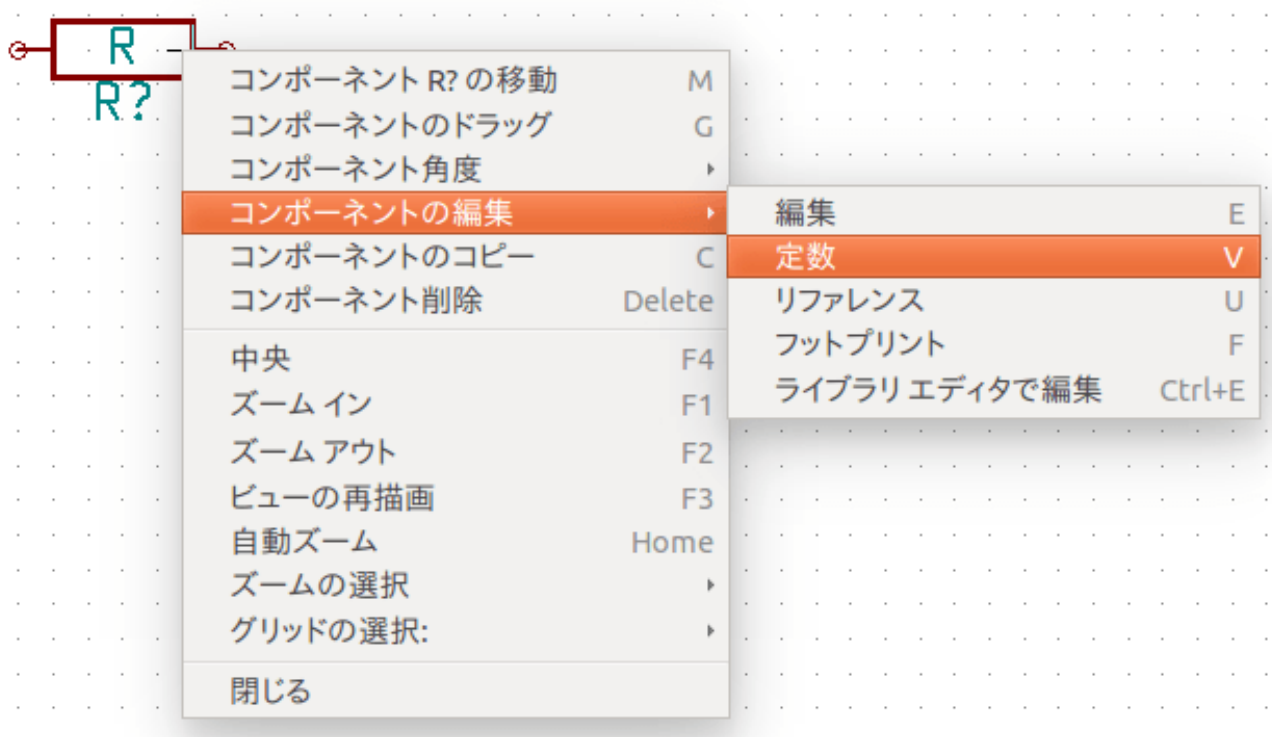 R
R?
コンポーネント R? の移動 M
コンポーネントのドラッグ G
コンポーネント角度
コンポーネントの編集
コンポーネントのコピー C
コンポーネント削除 Delete
中央 F4
ズーム イン F1
ズーム アウト F2
ビューの再描画 F3
自動ズーム Home
ズームの選択
グリッドの選択:
閉じる
編集 E
定数 V
リファレンス U
フットプリント F
ライブラリ エディタで編集 Ctrl+E